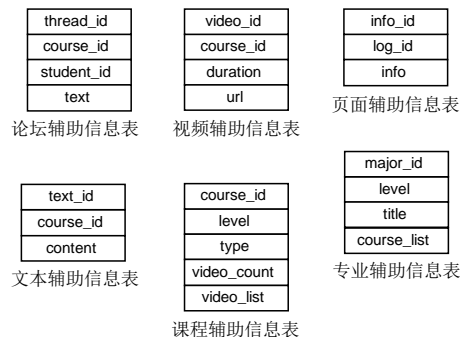 thread_id
course_id
student_id
text
论坛辅助信息表
video_id
course_id
duration
url
视频辅助信息表
info_id
log_id
info
页面辅助信息表
text_id
course_id
content
文本辅助信息表
course_id
level
type
video_count
video_list
课程辅助信息表
major_id
level
title
course_list
专业辅助信息表